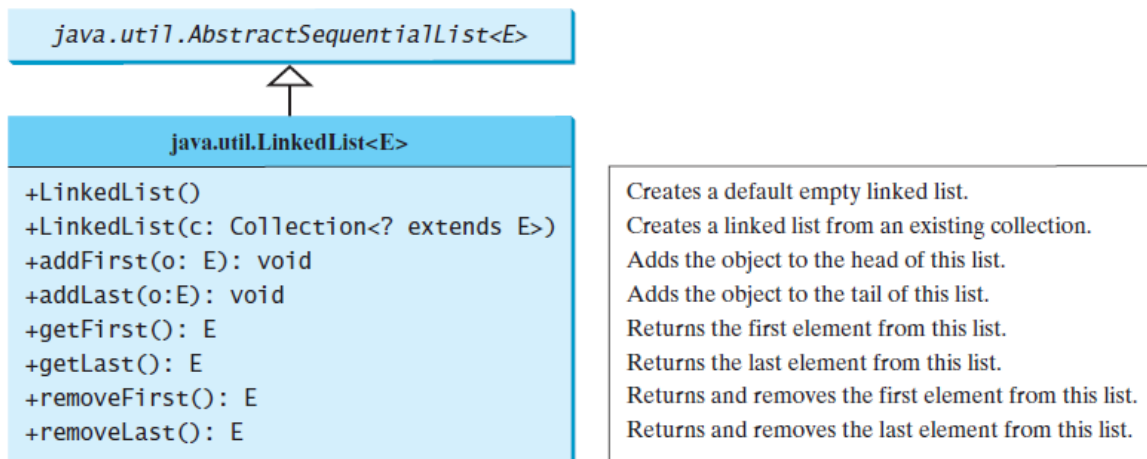 java.util.AbstractSequentialList<E>
java.util.LinkedList<E>
+LinkedList()
+LinkedList(c: Collection<? extends E>)
+addFirst(o: E): void
+addLast(o:E): void
+getFirst(): E
+getLast(): E
+removeFirst(): E
+removeLast(): E
Creates a default empty linked list.
Creates a linked list from an existing collection.
Adds the object to the head of this list.
Adds the object to the tail of this list.
Returns the first element from this list.
Returns the last element from this list.
Returns and removes the first element from this list.
Returns and removes the last element from this list.